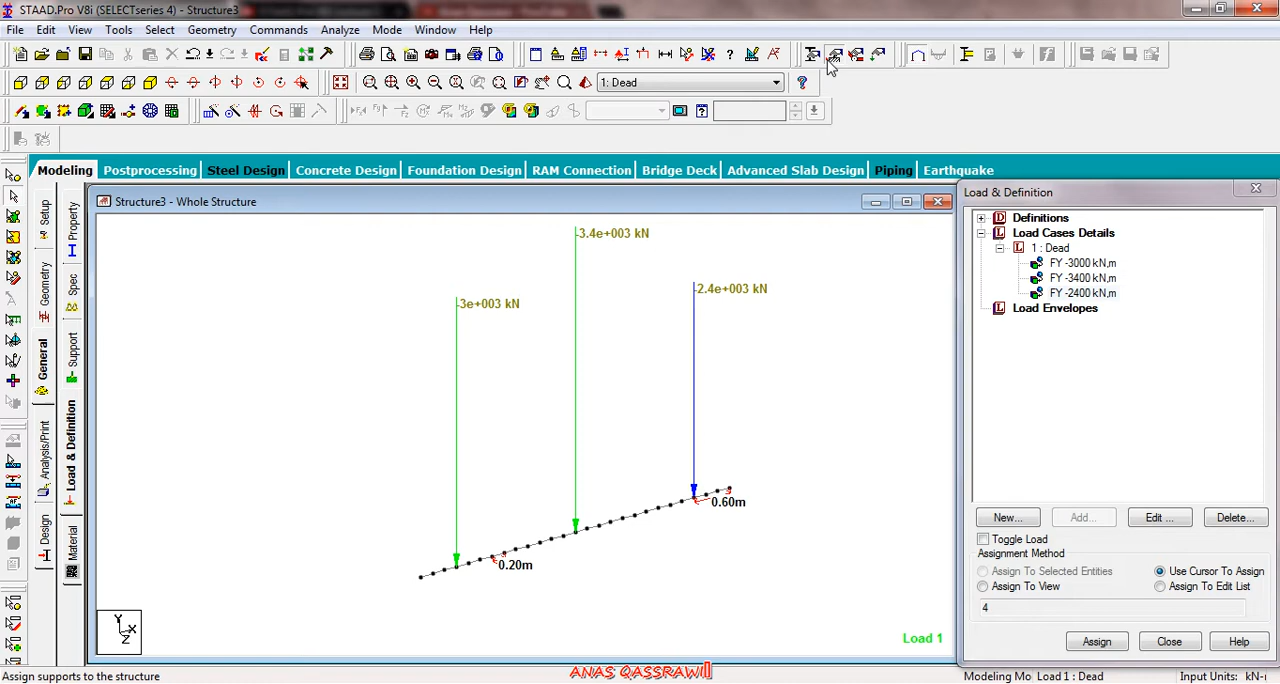 STAAD.Pro V8i (SELECTseries 4) - Structure3
File Edit View Tools Select Geometry Commands Analyze Mode Window Help
1: Dead
Modeling Postprocessing Steel Design Concrete Design Foundation Design RAM Connection Bridge Deck Advanced Slab Design Piping Earthquake
Structure3 - Whole Structure
Load & Definition
Setup
Geometry
General
Analysis/Print
Design
Property
Spec
Support
Load & Definition
Material
-3.4e+003 kN
-2.4e+003 kN
-3e+003 kN
0.60m
0.20m
Y
X
Z
Load 1
Definitions
Load Cases Details
1 : Dead
FY -3000 kN,m
FY -3400 kN,m
FY -2400 kN,m
Load Envelopes
New... Add... Edit ... Delete...
Toggle Load
Assignment Method
Assign To Selected Entities Use Cursor To Assign
Assign To View Assign To Edit List
4
Assign Close Help
ANAS QASSRAWI
Assign supports to the structure
Modeling Mo Load 1 : Dead Input Units: kN-